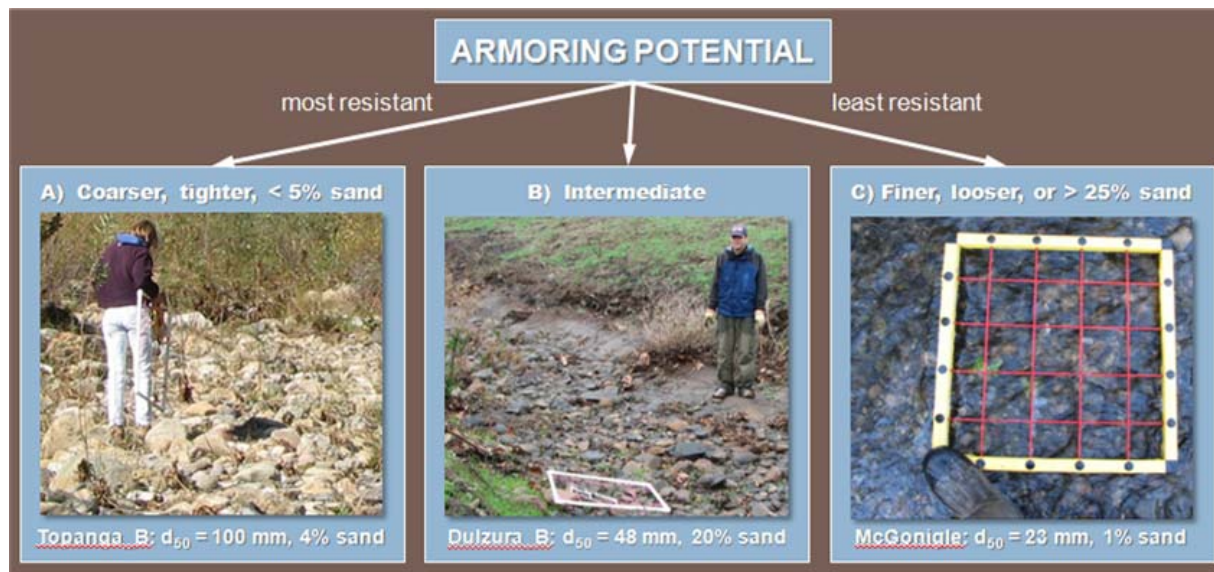 ARMORING POTENTIAL
most resistant
least resistant
A) Coarser, tighter, < 5% sand
B) Intermediate
C) Finer, looser, or > 25% sand
Topanga B: d50 = 100 mm, 4% sand
Dulzura B: d50 = 48 mm, 20% sand
McGonigle: d50 = 23 mm, 1% sand